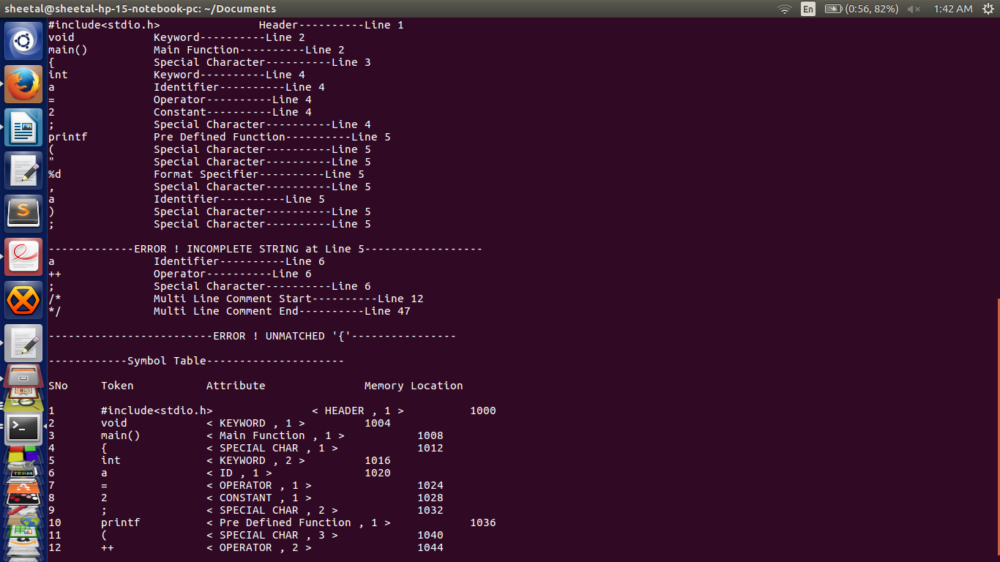 sheetal@sheetal-hp-15-notebook-pc: ~/Documents En (0:56, 82%) 1:42 AM
#include<stdio.h> Header----------Line 1
void Keyword----------Line 2
main() Main Function----------Line 2
{ Special Character----------Line 3
int Keyword----------Line 4
a Identifier----------Line 4
= Operator----------Line 4
2 Constant----------Line 4
; Special Character----------Line 4
printf Pre Defined Function----------Line 5
( Special Character----------Line 5
" Special Character----------Line 5
%d Format Specifier----------Line 5
, Special Character----------Line 5
a Identifier----------Line 5
) Special Character----------Line 5
; Special Character----------Line 5
-------------ERROR ! INCOMPLETE STRING at Line 5------------------
a Identifier----------Line 6
++ Operator----------Line 6
; Special Character----------Line 6
/* Multi Line Comment Start----------Line 12
*/ Multi Line Comment End----------Line 47
-------------------------ERROR ! UNMATCHED '{'----------------
------------Symbol Table---------------------
SNo Token Attribute Memory Location
1 #include<stdio.h> < HEADER , 1 > 1000
2 void < KEYWORD , 1 > 1004
3 main() < Main Function , 1 > 1008
4 { < SPECIAL CHAR , 1 > 1012
5 int < KEYWORD , 2 > 1016
6 a < ID , 1 > 1020
7 = < OPERATOR , 1 > 1024
8 2 < CONSTANT , 1 > 1028
9 ; < SPECIAL CHAR , 2 > 1032
10 printf < Pre Defined Function , 1 > 1036
11 ( < SPECIAL CHAR , 3 > 1040
12 ++ < OPERATOR , 2 > 1044
S
>_
TERM
A
a